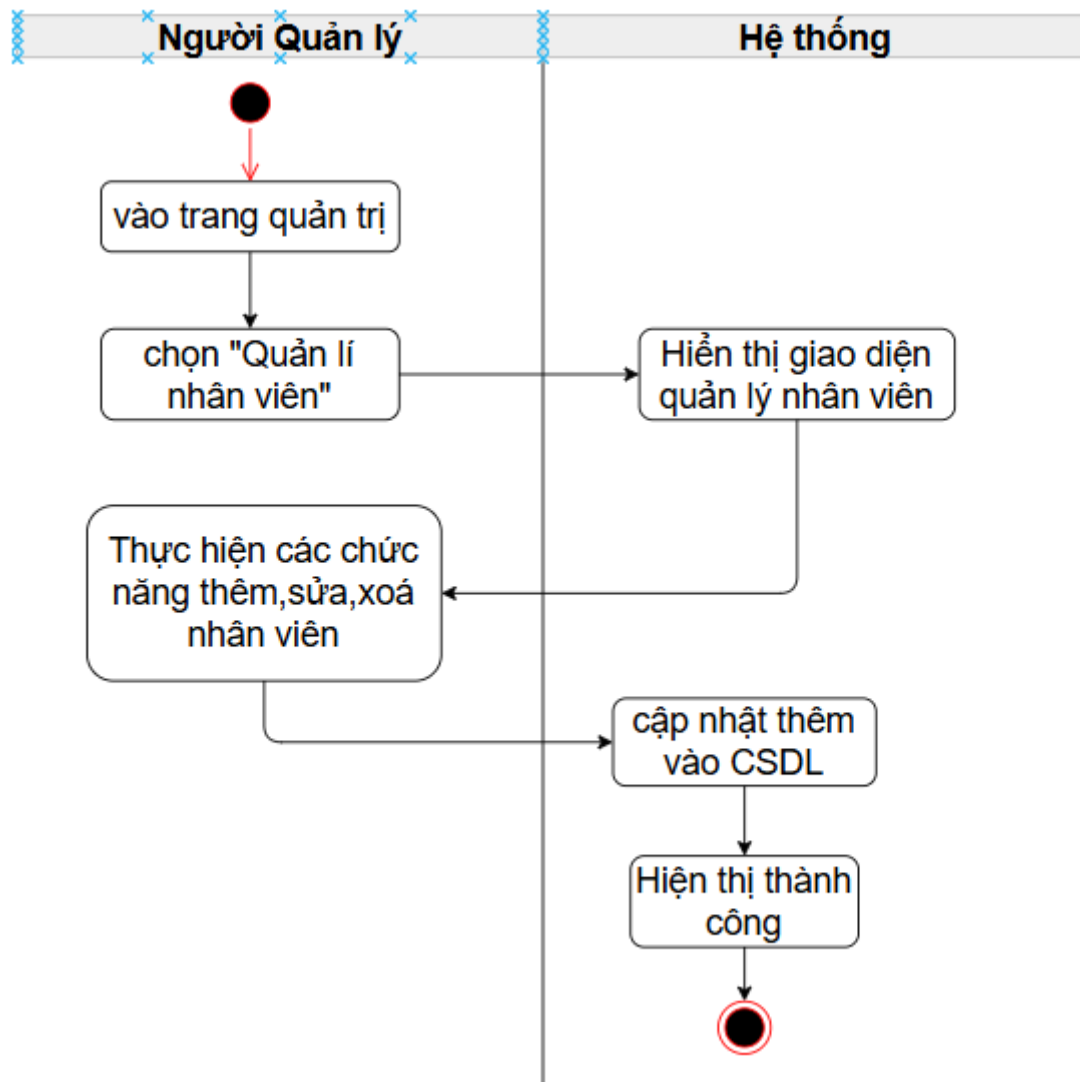 Người Quản lý
Hệ thống
vào trang quản trị
chọn "Quản lí
nhân viên"
Hiển thị giao diện
quản lý nhân viên
Thực hiện các chức
năng thêm,sửa,xoá
nhân viên
cập nhật thêm
vào CSDL
Hiện thị thành
công